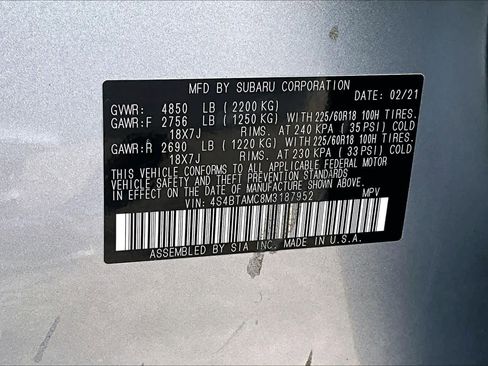 MFD BY SUBARU CORPORATION 02/21
GVWR: 4850 LB (2200 KG)
GAWR:F 2756 LB (1250 KG) WITH 225/60R18 100H TIRES.
18X7J RIMS. AT 240 KPA (35 PSI) COLD
GAWR:R 2690 LB (1220 KG) WITH 225/60R18 100H TIRES.
18X7J RIMS. AT 230 KPA (33 PSI) COLD
THIS VEHICLE CONFORMS TO ALL APPLICABLE FEDERAL MOTOR
VEHICLE SAFETY STANDARDS AND BUMPER AND THEFT PREVENTION
STANDARDS IN EFFECT ON THE DATE OF MANUFACTURE SHOWN ABOVE.
VIN: 4S4BTAMC8M3187952 MPV
ASSEMBLED BY SIA INC. MADE IN U.S.A.